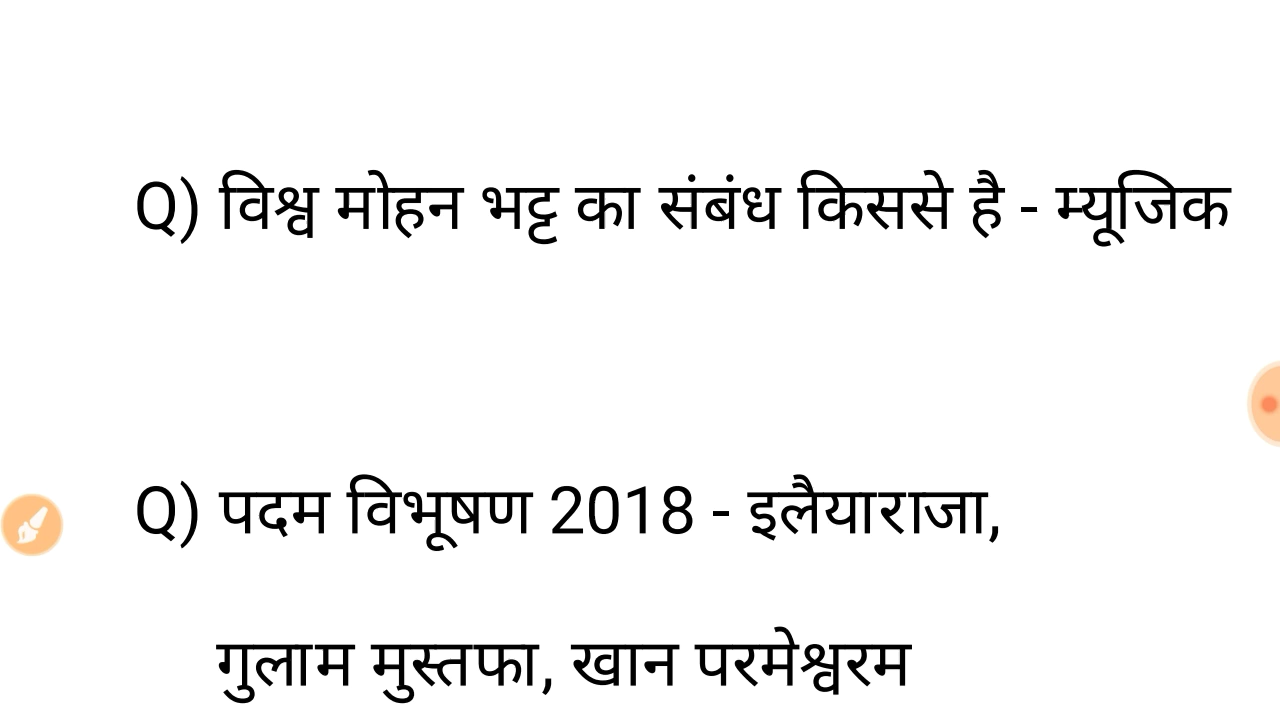 Q) विश्व मोहन भट्ट का संबंध किससे है - म्यूजिक
Q) पदम विभूषण 2018 - इलैयाराजा,
गुलाम मुस्तफा, खान परमेश्वरम